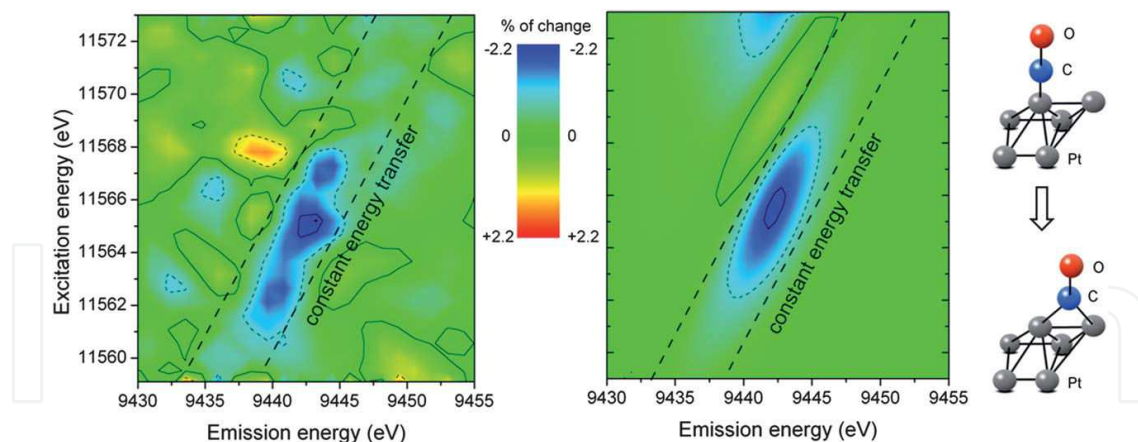 % of change
11572
11570
11568
11566
11564
11562
11560
Excitation energy (eV)
-2.2
0
+2.2
-2.2
0
+2.2
constant energy transfer
constant energy transfer
9430
9435
9440
9445
9450
9455
Emission energy (eV)
9430
9435
9440
9445
9450
9455
Emission energy (eV)
O
C
Pt
O
C
Pt